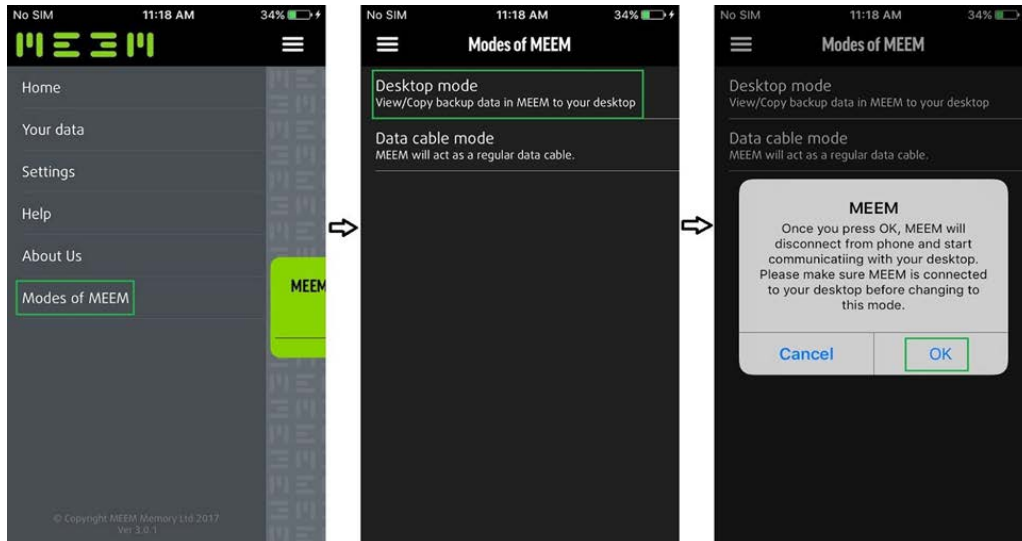 No SIM 11:18 AM 34%
MEEM
Home
Your data
Settings
Help
About Us
Modes of MEEM
MEEM
© Copyright MEEM Memory Ltd 2017
Ver 3.0.1
No SIM 11:18 AM 34%
Modes of MEEM
Desktop mode
View/Copy backup data in MEEM to your desktop
Data cable mode
MEEM will act as a regular data cable.
No SIM 11:18 AM 34%
Modes of MEEM
Desktop mode
View/Copy backup data in MEEM to your desktop
Data cable mode
MEEM will act as a regular data cable.
MEEM
Once you press OK, MEEM will
disconnect from phone and start
communicatiing with your desktop.
Please make sure MEEM is connected
to your desktop before changing to
this mode.
Cancel OK